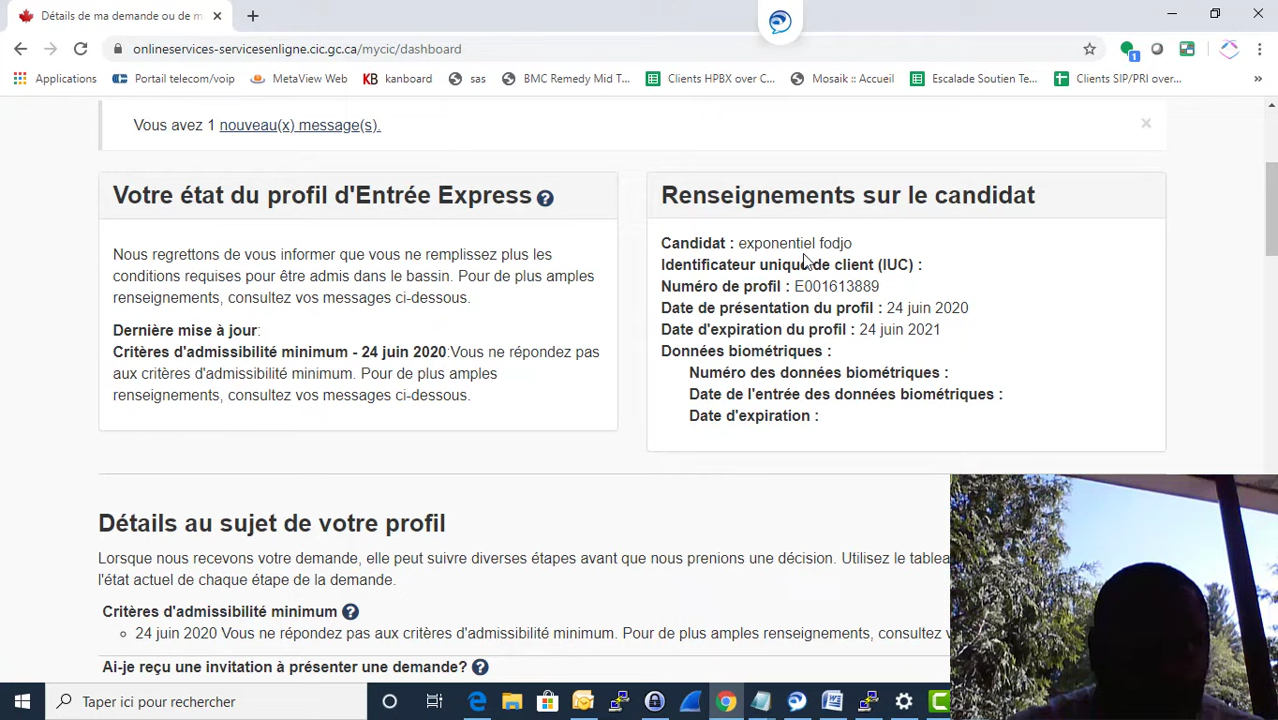 Détails de ma demande ou de m
onlineservices-servicesenligne.cic.gc.ca/mycic/dashboard
Applications Portail telecom/voip MetaView Web KB kanboard sas BMC Remedy Mid T... Clients HPBX over C... Mosaik :: Accueil Escalade Soutien Te... Clients SIP/PRI over... »
Vous avez 1 nouveau(x) message(s).
Votre état du profil d'Entrée Express
Nous regrettons de vous informer que vous ne remplissez plus les
conditions requises pour être admis dans le bassin. Pour de plus amples
renseignements, consultez vos messages ci-dessous.
Dernière mise à jour:
Critères d'admissibilité minimum - 24 juin 2020:Vous ne répondez pas
aux critères d'admissibilité minimum. Pour de plus amples
renseignements, consultez vos messages ci-dessous.
Renseignements sur le candidat
Candidat : exponentiel fodjo
Identificateur unique de client (IUC) :
Numéro de profil : E001613889
Date de présentation du profil : 24 juin 2020
Date d'expiration du profil : 24 juin 2021
Données biométriques :
Numéro des données biométriques :
Date de l'entrée des données biométriques :
Date d'expiration :
Détails au sujet de votre profil
Lorsque nous recevons votre demande, elle peut suivre diverses étapes avant que nous prenions une décision. Utilisez le tablea
l'état actuel de chaque étape de la demande.
Critères d'admissibilité minimum
24 juin 2020 Vous ne répondez pas aux critères d'admissibilité minimum. Pour de plus amples renseignements, consultez v
Ai-je reçu une invitation à présenter une demande?
Taper ici pour rechercher